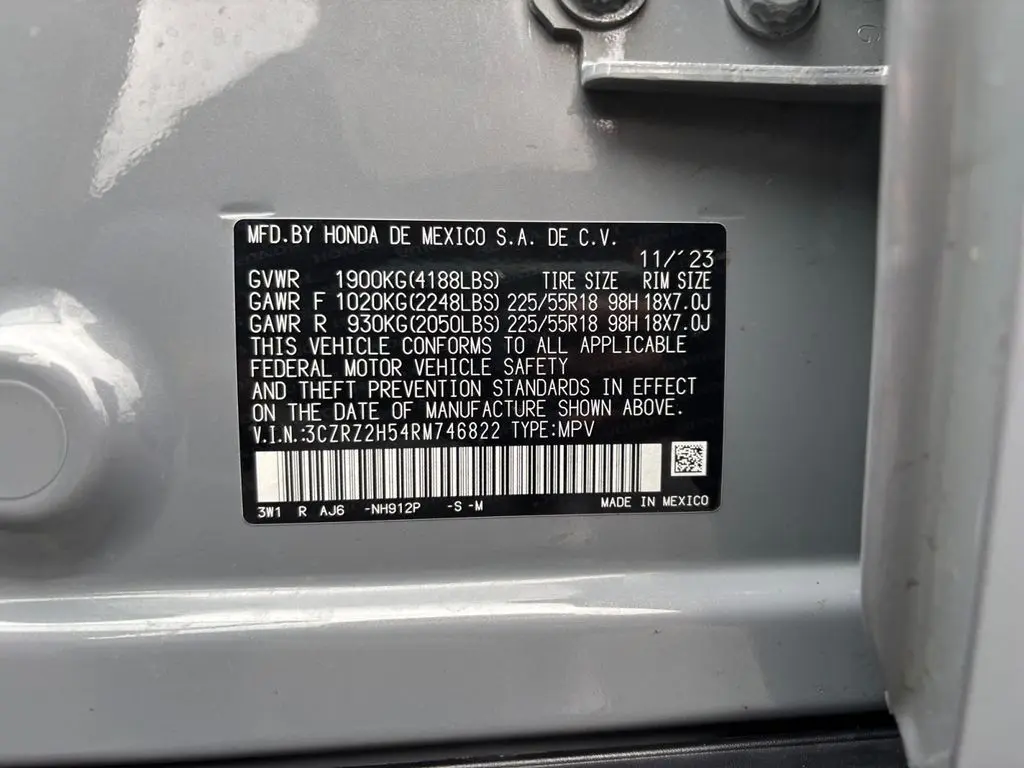 MFD.BY HONDA DE MEXICO S.A. DE C.V.
11/'23
GVWR 1900KG(4188LBS) TIRE SIZE RIM SIZE
GAWR F 1020KG(2248LBS) 225/55R18 98H 18X7.0J
GAWR R 930KG(2050LBS) 225/55R18 98H 18X7.0J
THIS VEHICLE CONFORMS TO ALL APPLICABLE
FEDERAL MOTOR VEHICLE SAFETY
AND THEFT PREVENTION STANDARDS IN EFFECT
ON THE DATE OF MANUFACTURE SHOWN ABOVE.
V.I.N.:3CZRZ2H54RM746822 TYPE:MPV
3W1 R AJ6 -NH912P -S -M MADE IN MEXICO